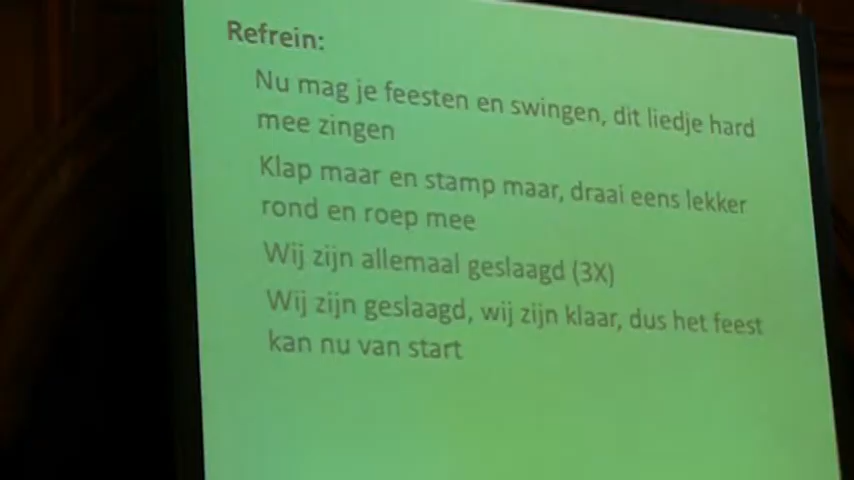 Refrein:
Nu mag je feesten en swingen, dit liedje hard
mee zingen
Klap maar en stamp maar, draai eens lekker
rond en roep mee
Wij zijn allemaal geslaagd (3X)
Wij zijn geslaagd, wij zijn klaar, dus het feest
kan nu van start